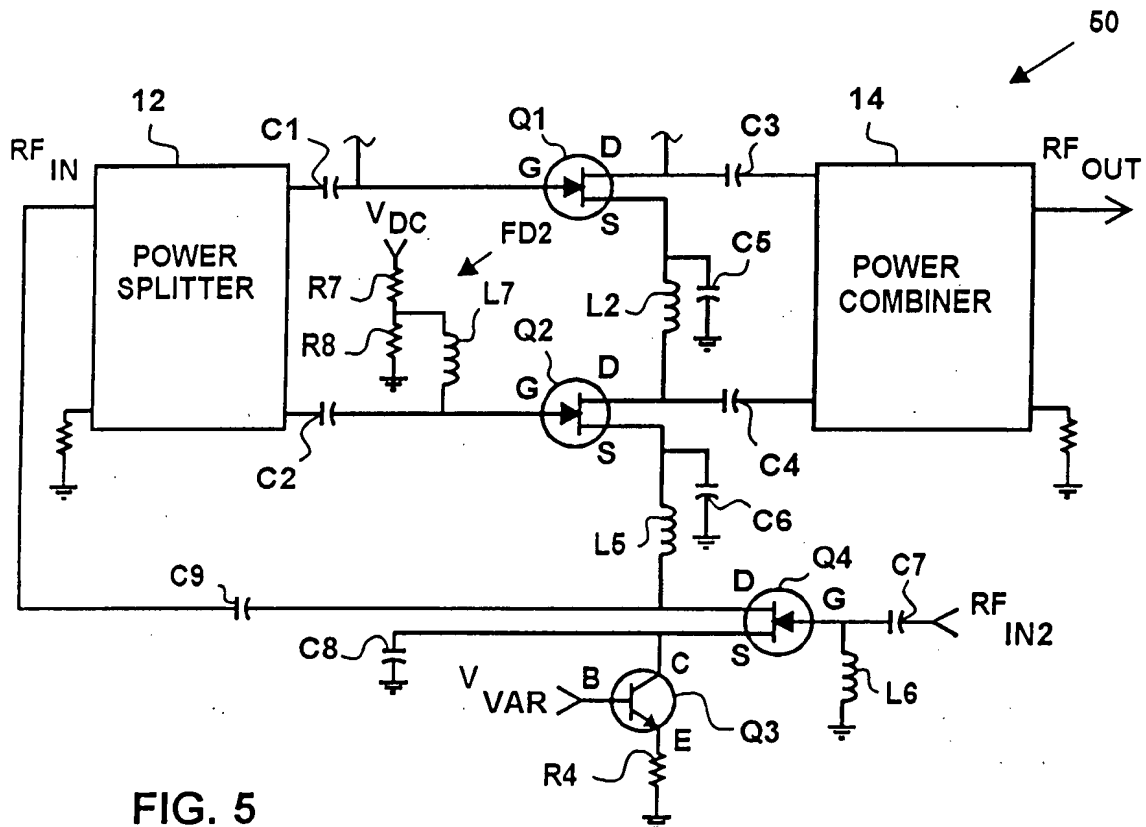 50
12
14
C1
Q1
D
C3
RF IN
G
RF OUT
S
V DC
FD2
C5
POWER SPLITTER
POWER COMBINER
R7
L7
L2
R8
Q2
D
G
S
C2
C4
C6
L5
Q4
C9
D
C7
G
RF IN2
C8
S
C
V VAR
B
L6
Q3
E
R4
FIG. 5